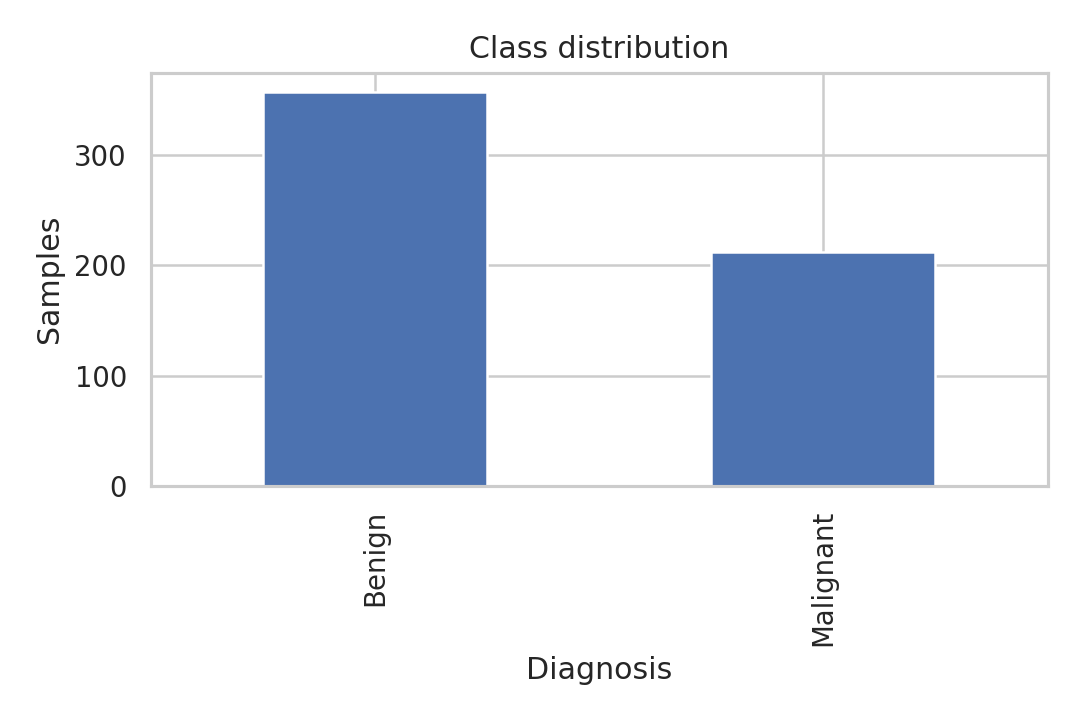 Class distribution
Samples
300
200
100
0
Benign
Malignant
Diagnosis